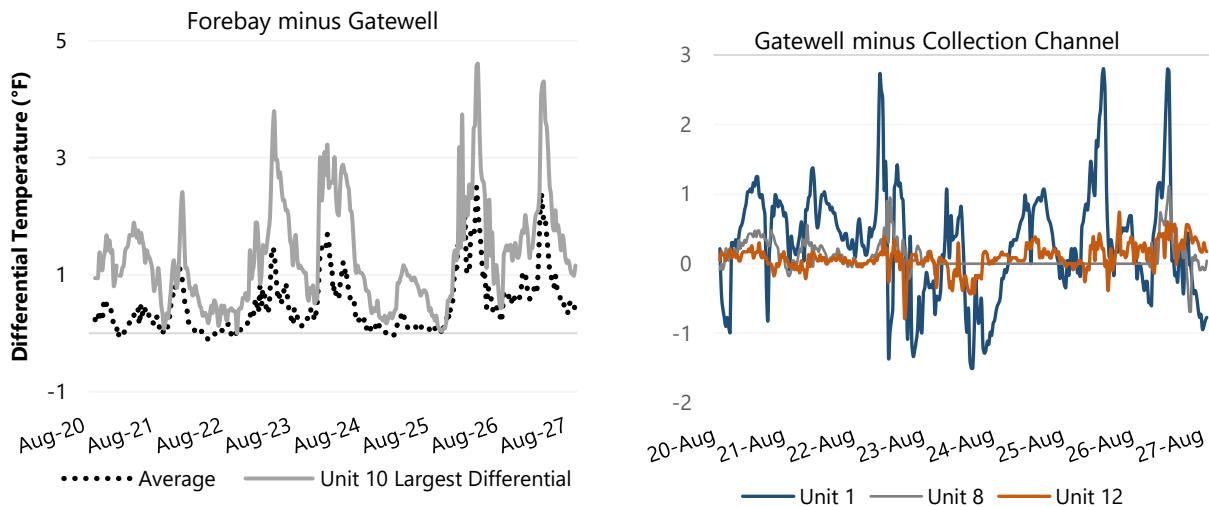 Forebay minus Gatewell
Differential Temperature (°F)
5
3
1
-1
Aug-20
Aug-21
Aug-22
Aug-23
Aug-24
Aug-25
Aug-26
Aug-27
Average
Unit 10 Largest Differential
Gatewell minus Collection Channel
3
2
1
0
-1
-2
20-Aug
21-Aug
22-Aug
23-Aug
24-Aug
25-Aug
26-Aug
27-Aug
Unit 1
Unit 8
Unit 12